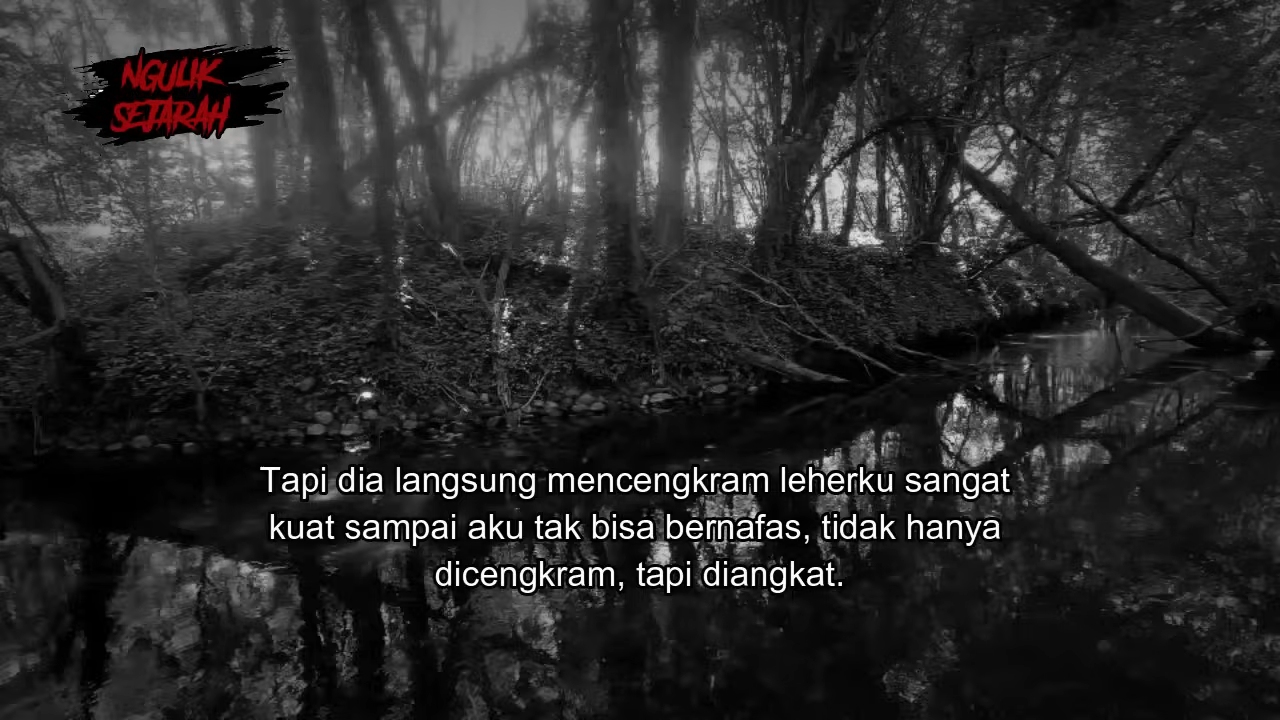 NGULIK
SEJARAH
Tapi dia langsung mencengkram leherku sangat
kuat sampai aku tak bisa bernafas, tidak hanya
dicengkram, tapi diangkat.